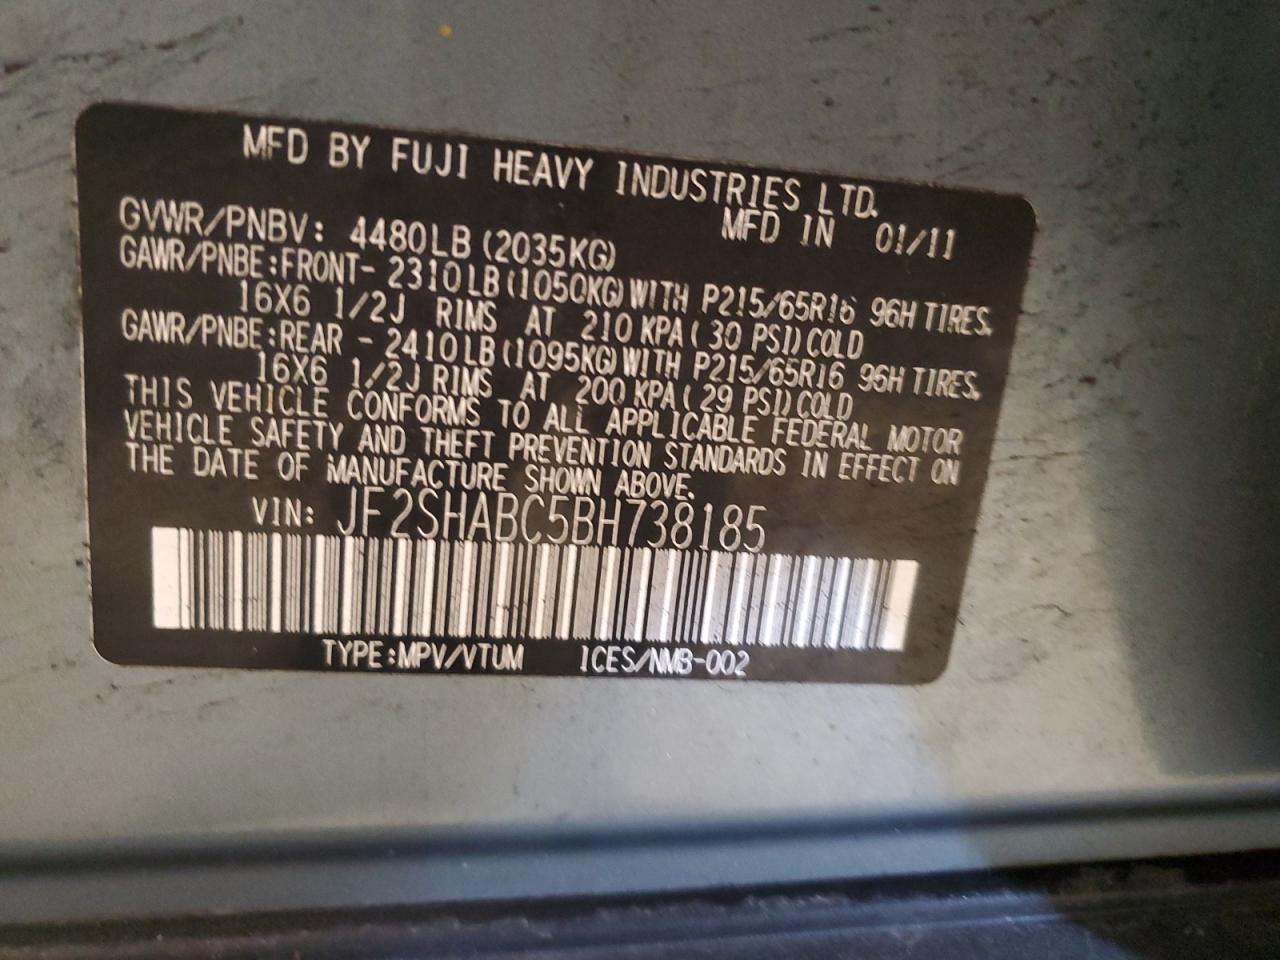 MFD BY FUJI HEAVY INDUSTRIES LTD.
MFD IN 01/11
GVWR/PNBV: 4480LB (2035KG)
GAWR/PNBE:FRONT- 2310LB (1050KG) WITH P215/65R16 96H TIRES,
16X6 1/2J RIMS AT 210 KPA ( 30 PSI) COLD
GAWR/PNBE:REAR - 2410LB (1095KG) WITH P215/65R16 96H TIRES,
16X6 1/2J RIMS AT 200 KPA ( 29 PSI) COLD
THIS VEHICLE CONFORMS TO ALL APPLICABLE FEDERAL MOTOR
VEHICLE SAFETY AND THEFT PREVENTION STANDARDS IN EFFECT ON
THE DATE OF MANUFACTURE SHOWN ABOVE.
VIN: JF2SHABC5BH738185
TYPE:MPV/VTUM ICES/NMB-002